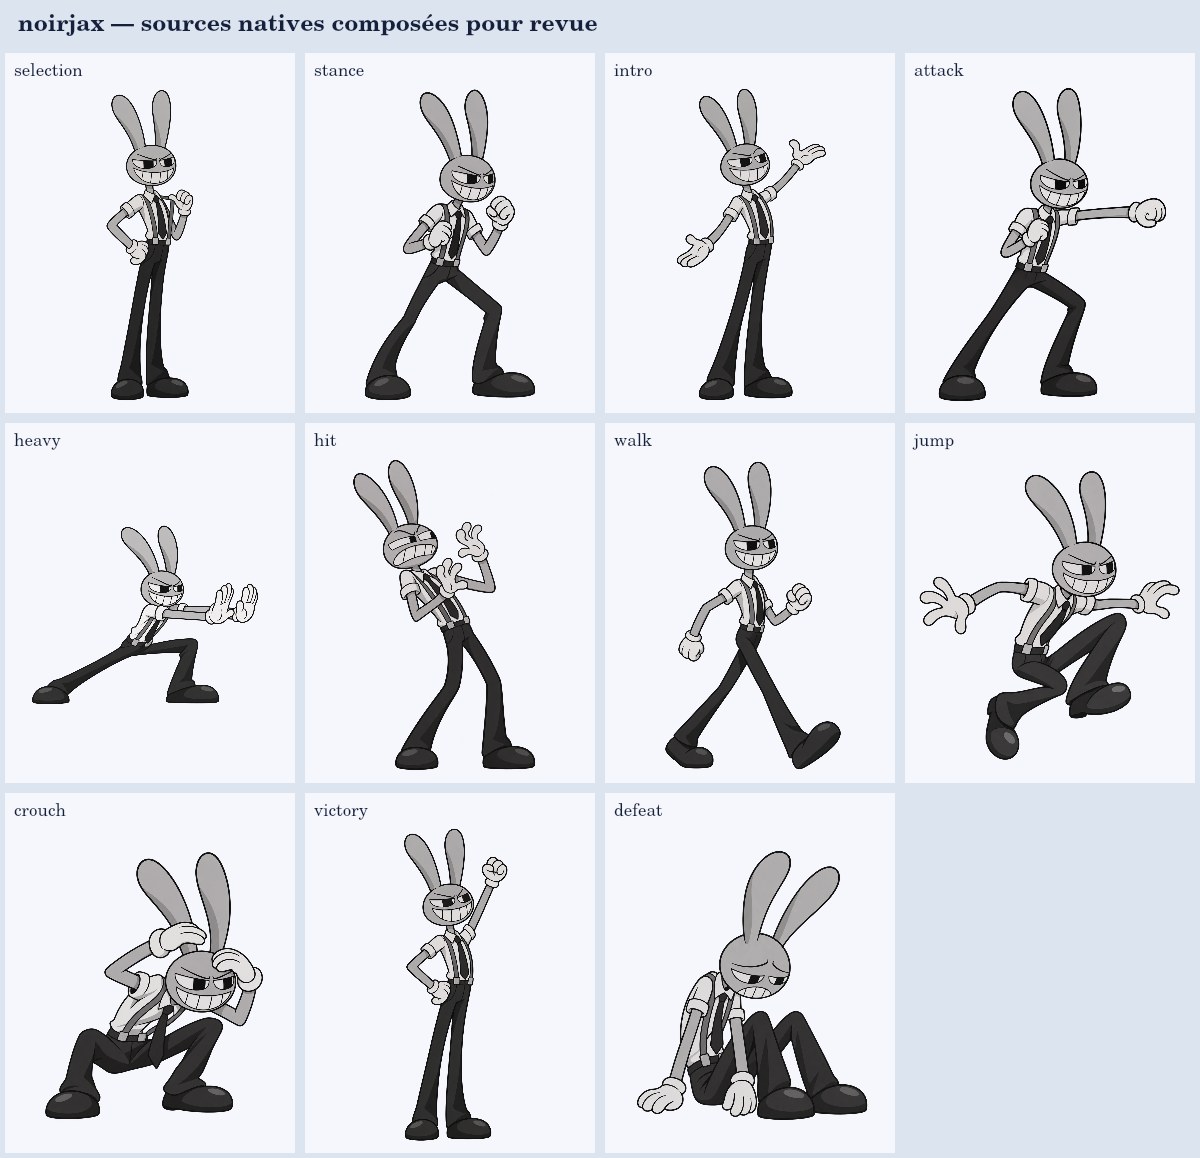 noirjax — sources natives composées pour revue
selection
stance
intro
attack
heavy
hit
walk
jump
crouch
victory
defeat